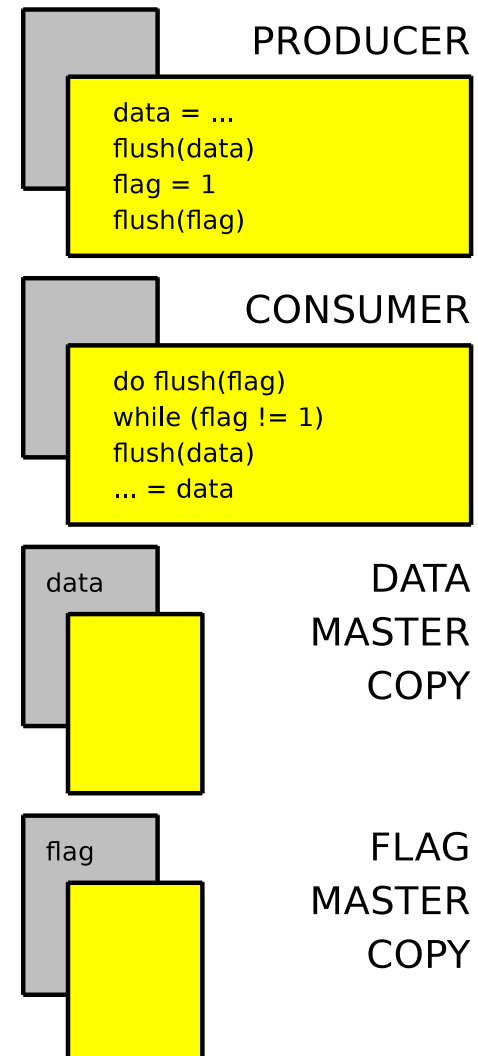 PRODUCER
data = ...
flush(data)
flag = 1
flush(flag)
CONSUMER
do flush(flag)
while (flag != 1)
flush(data)
... = data
data
DATA
MASTER
COPY
flag
FLAG
MASTER
COPY